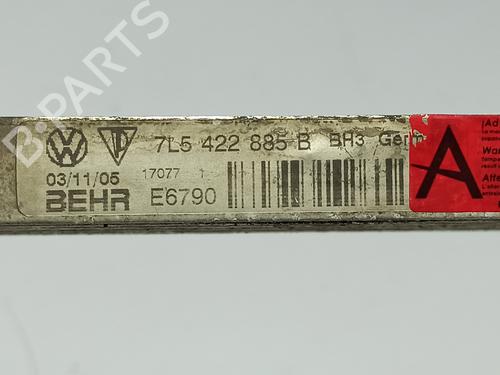 B-PARTS
7L5 422 885 B BH3 Ger
03/11/05 17077 1
BEHR E6790
A